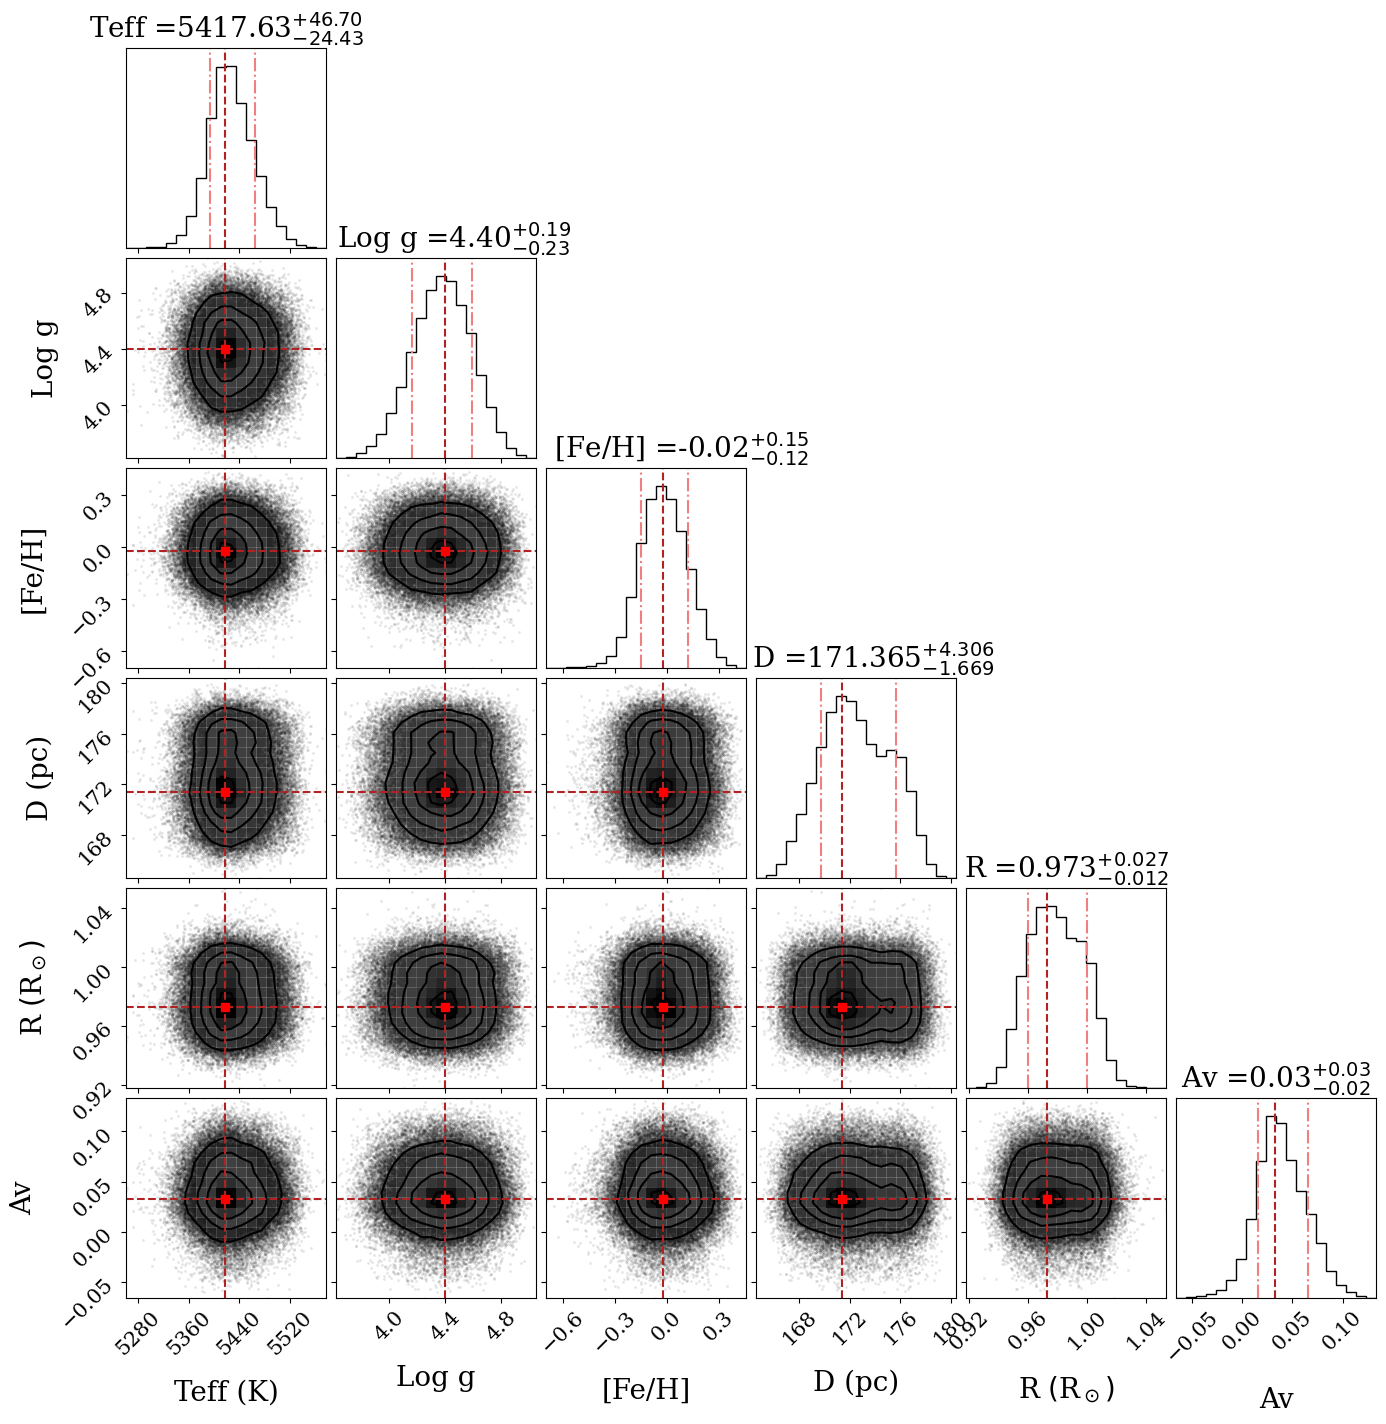 Teff =5417.63+46.70−24.43
Log g =4.40+0.19−0.23
4.8
4.4
4.0
Log g
[Fe/H] =-0.02+0.15−0.12
0.3
0.0
−0.3
−0.6
[Fe/H]
D =171.365+4.306−1.669
180
176
172
168
D (pc)
R =0.973+0.027−0.012
1.04
1.00
0.96
0.92
R (R⊙)
Av =0.03+0.03−0.02
0.10
0.05
0.00
−0.05
Av
5280 5360 5440 5520
4.0 4.4 4.8
−0.6 −0.3 0.0 0.3
168 172 176 180
0.92 0.96 1.00 1.04
−0.05 0.00 0.05 0.10
Teff (K)
Log g
[Fe/H]
D (pc)
R (R⊙)
Av